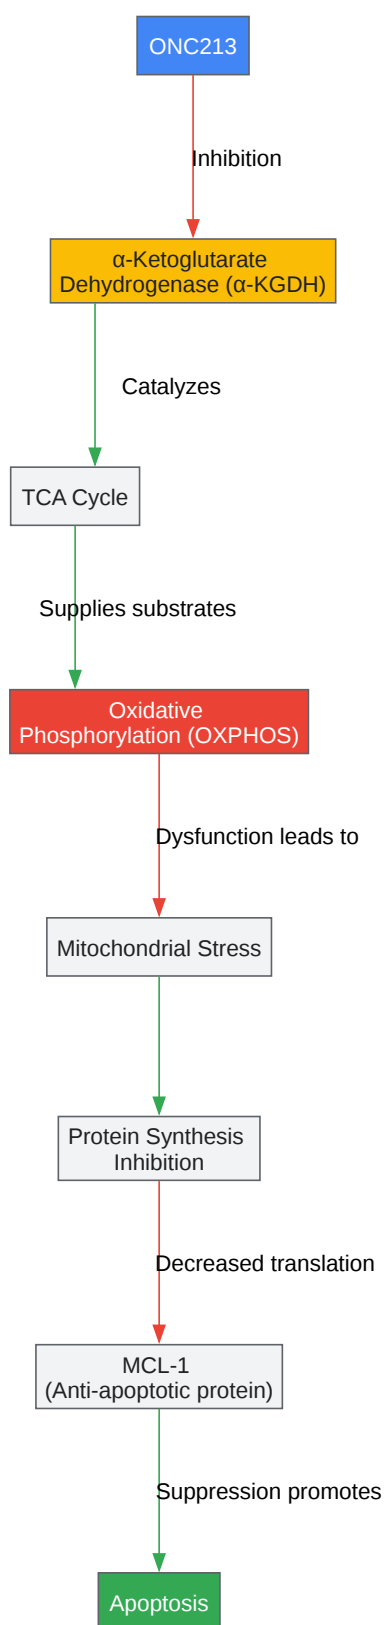 ONC213
Inhibition
α-Ketoglutarate
Dehydrogenase (α-KGDH)
Catalyzes
TCA Cycle
Supplies substrates
Oxidative
Phosphorylation (OXPHOS)
Dysfunction leads to
Mitochondrial Stress
Protein Synthesis
Inhibition
Decreased translation
MCL-1
(Anti-apoptotic protein)
Suppression promotes
Apoptosis